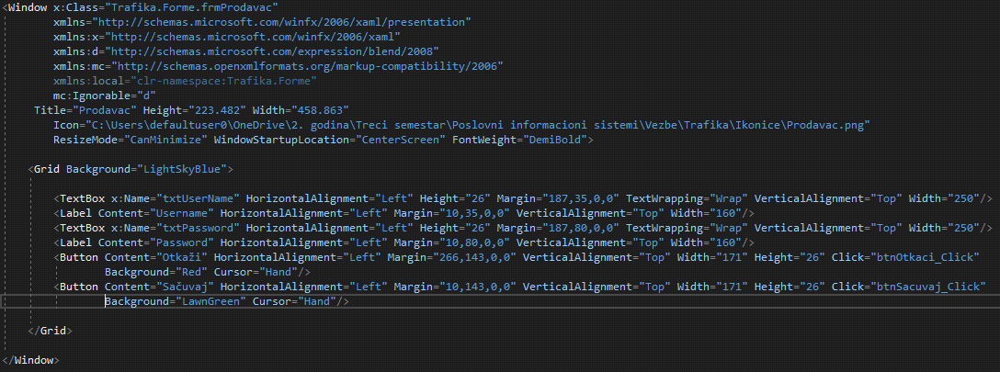 <Window x:Class="Trafika.Forme.frmProdavac"
xmlns="http://schemas.microsoft.com/winfx/2006/xaml/presentation"
xmlns:x="http://schemas.microsoft.com/winfx/2006/xaml"
xmlns:d="http://schemas.microsoft.com/expression/blend/2008"
xmlns:mc="http://schemas.openxmlformats.org/markup-compatibility/2006"
xmlns:local="clr-namespace:Trafika.Forme"
mc:Ignorable="d"
Title="Prodavac" Height="223.482" Width="458.863"
Icon="C:\Users\defaultuser0\OneDrive\2. godina\Treci semestar\Poslovni informacioni sistemi\Vezbe\Trafika\Ikonice\Prodavac.png"
ResizeMode="CanMinimize" WindowStartupLocation="CenterScreen" FontWeight="DemiBold">
<Grid Background="LightSkyBlue">
<TextBox x:Name="txtUserName" HorizontalAlignment="Left" Height="26" Margin="187,35,0,0" TextWrapping="Wrap" VerticalAlignment="Top" Width="250"/>
<Label Content="Username" HorizontalAlignment="Left" Margin="10,35,0,0" VerticalAlignment="Top" Width="160"/>
<TextBox x:Name="txtPassword" HorizontalAlignment="Left" Height="26" Margin="187,80,0,0" TextWrapping="Wrap" VerticalAlignment="Top" Width="250"/>
<Label Content="Password" HorizontalAlignment="Left" Margin="10,80,0,0" VerticalAlignment="Top" Width="160"/>
<Button Content="Otkaži" HorizontalAlignment="Left" Margin="266,143,0,0" VerticalAlignment="Top" Width="171" Height="26" Click="btnOtkaci_Click"
Background="Red" Cursor="Hand"/>
<Button Content="Sačuvaj" HorizontalAlignment="Left" Margin="10,143,0,0" VerticalAlignment="Top" Width="171" Height="26" Click="btnSacuvaj_Click"
Background="LawnGreen" Cursor="Hand"/>
</Grid>
</Window>